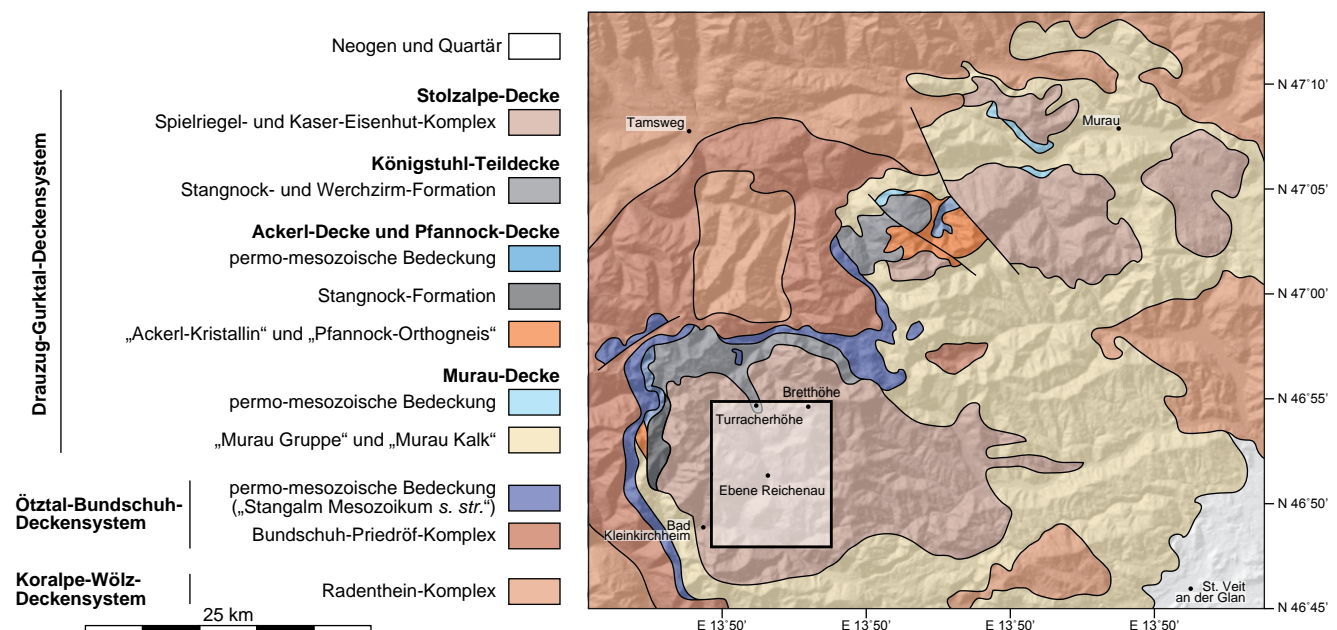 Neogen und Quartär
Drauzug-Gurktal-Deckensystem
Stolzalpe-Decke
Spielriegel- und Kaser-Eisenhut-Komplex
Königstuhl-Teildecke
Stangnock- und Werchzirm-Formation
Ackerl-Decke und Pfannock-Decke
permo-mesozoische Bedeckung
Stangnock-Formation
„Ackerl-Kristallin“ und „Pfannock-Orthogneis“
Murau-Decke
permo-mesozoische Bedeckung
„Murau Gruppe“ und „Murau Kalk“
Ötztal-Bundschuh-
Deckensystem
permo-mesozoische Bedeckung
(„Stangalm Mesozoikum s. str.“)
Bundschuh-Priedröf-Komplex
Koralpe-Wölz-
Deckensystem
Radenthein-Komplex
25 km
Tamsweg
Murau
Bretthöhe
Turracherhöhe
Ebene Reichenau
Bad
Kleinkirchheim
St. Veit
an der Glan
N 47˚10'
N 47˚05'
N 47˚00'
N 46˚55'
N 46˚50'
N 46˚45'
E 13˚50'
E 13˚50'
E 13˚50'
E 13˚50'